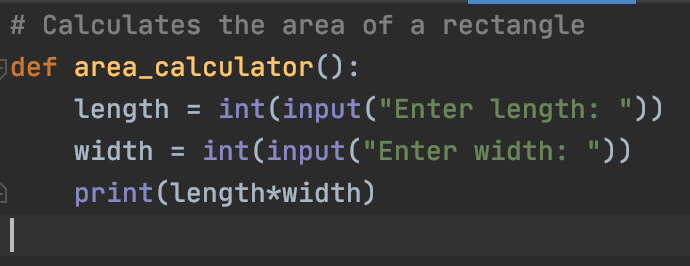 # Calculates the area of a rectangle
def area_calculator():
    length = int(input("Enter length: "))
    width = int(input("Enter width: "))
    print(length*width)